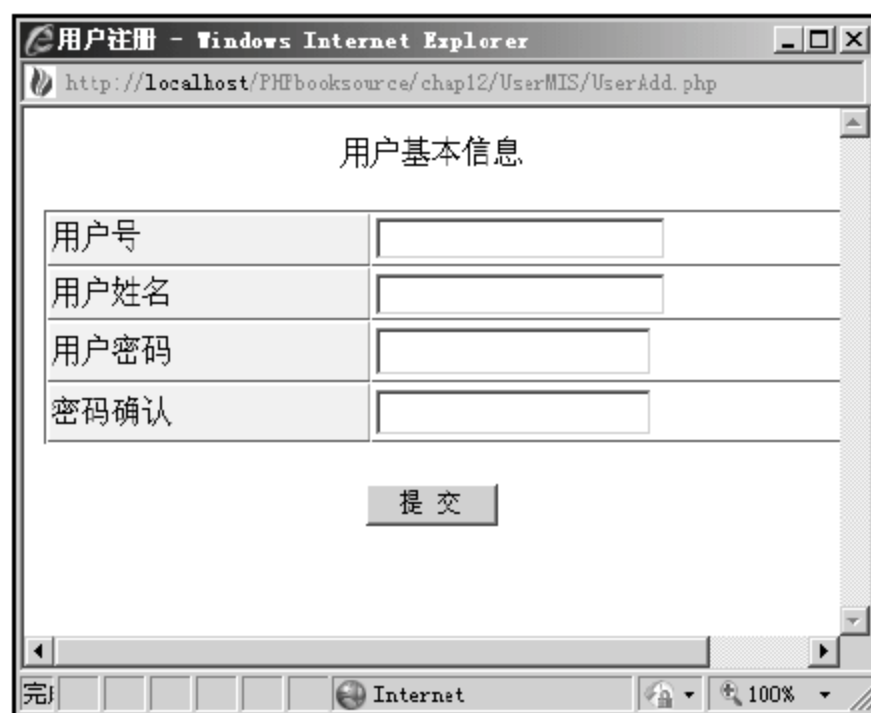 用户注册 - Windows Internet Explorer
http://localhost/PHPbooksource/chap12/UserMIS/UserAdd.php
用户基本信息
用户号
用户姓名
用户密码
密码确认
提 交
Internet
100%